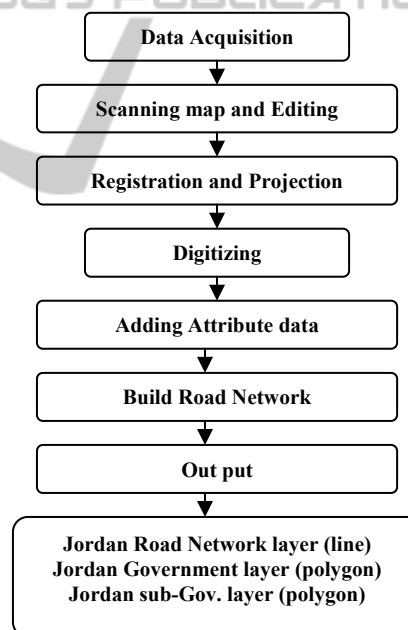 Data Acquisition
Scanning map and Editing
Registration and Projection
Digitizing
Adding Attribute data
Build Road Network
Out put
Jordan Road Network layer (line)
Jordan Government layer (polygon)
Jordan sub-Gov. layer (polygon)